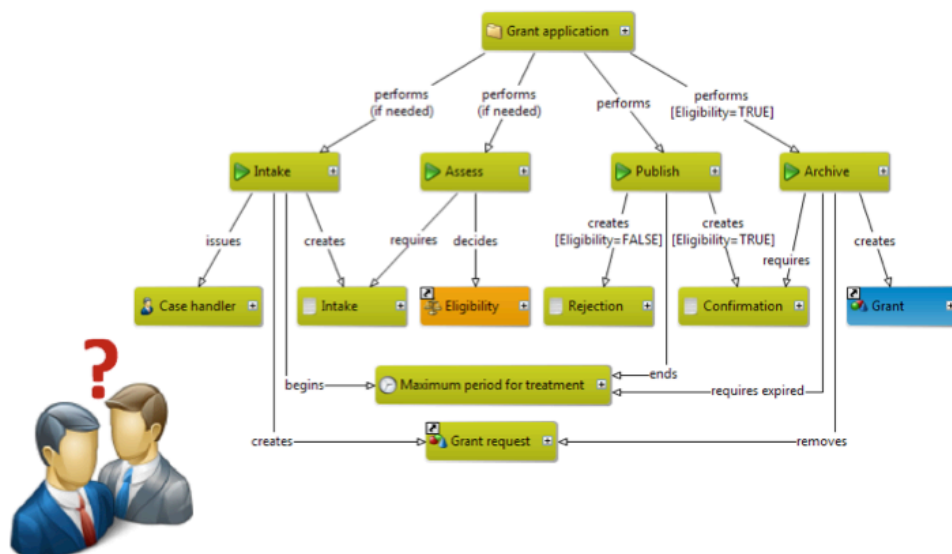 Grant application
performs
(if needed)
performs
(if needed)
performs
performs
[Eligibility=TRUE]
Intake
Assess
Publish
Archive
issues
creates
requires
decides
creates
[Eligibility=FALSE]
creates
[Eligibility=TRUE]
requires
creates
Case handler
Intake
Eligibility
Rejection
Confirmation
Grant
?
begins
Maximum period for treatment
ends
requires expired
creates
Grant request
removes